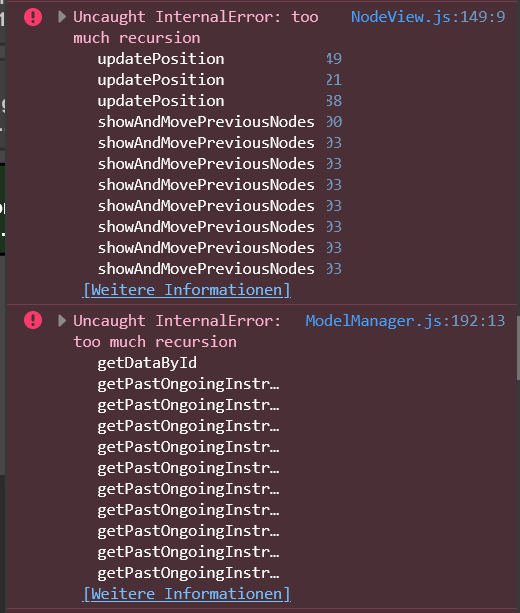 Uncaught InternalError: too NodeView.js:149:9
much recursion
updatePosition 49
updatePosition 21
updatePosition 38
showAndMovePreviousNodes 00
showAndMovePreviousNodes 03
showAndMovePreviousNodes 03
showAndMovePreviousNodes 03
showAndMovePreviousNodes 03
showAndMovePreviousNodes 03
showAndMovePreviousNodes 03
showAndMovePreviousNodes 03
[Weitere Informationen]
Uncaught InternalError: ModelManager.js:192:13
too much recursion
getDataById
getPastOngoingInstr…
getPastOngoingInstr…
getPastOngoingInstr…
getPastOngoingInstr…
getPastOngoingInstr…
getPastOngoingInstr…
getPastOngoingInstr…
getPastOngoingInstr…
getPastOngoingInstr…
getPastOngoingInstr…
[Weitere Informationen]